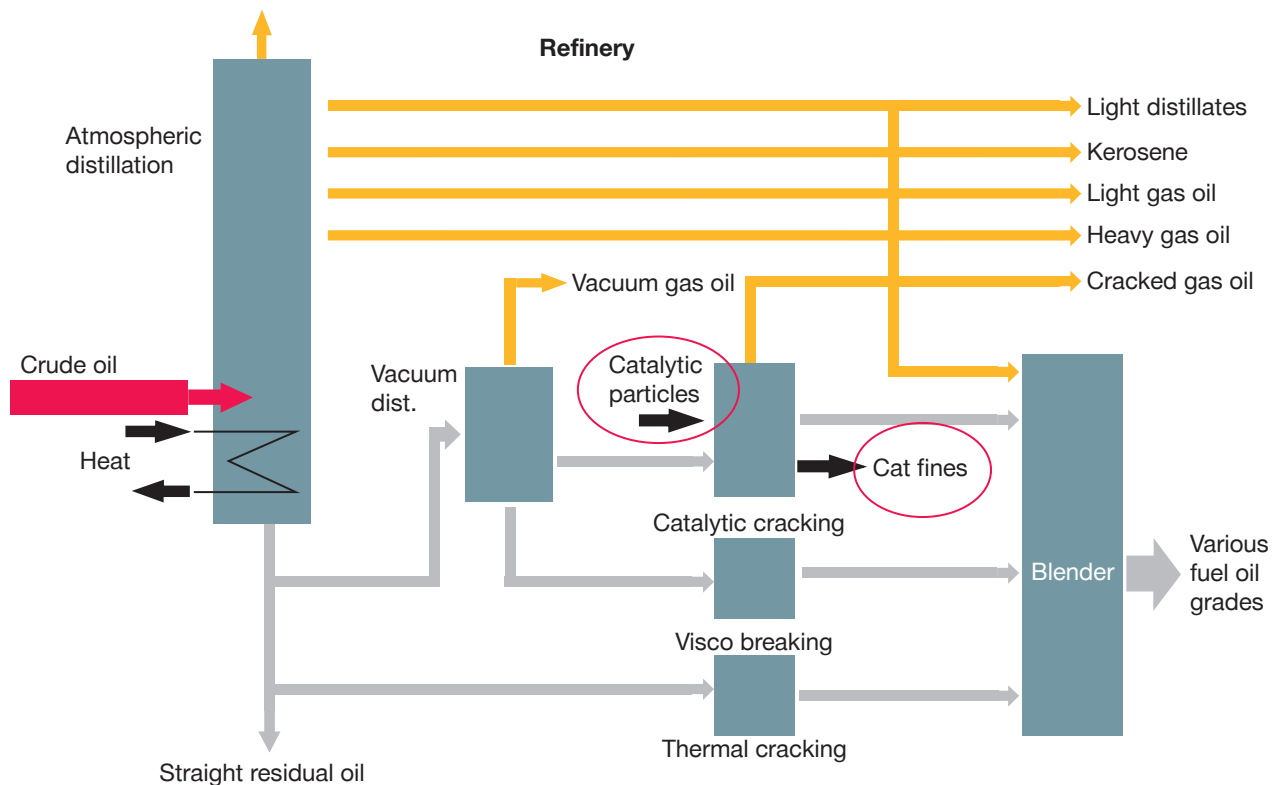 Refinery
Atmospheric
distillation
Light distillates
Kerosene
Light gas oil
Heavy gas oil
Cracked gas oil
Vacuum gas oil
Crude oil
Heat
Vacuum
dist.
Catalytic
particles
Cat fines
Catalytic cracking
Visco breaking
Thermal cracking
Blender
Various
fuel oil
grades
Straight residual oil